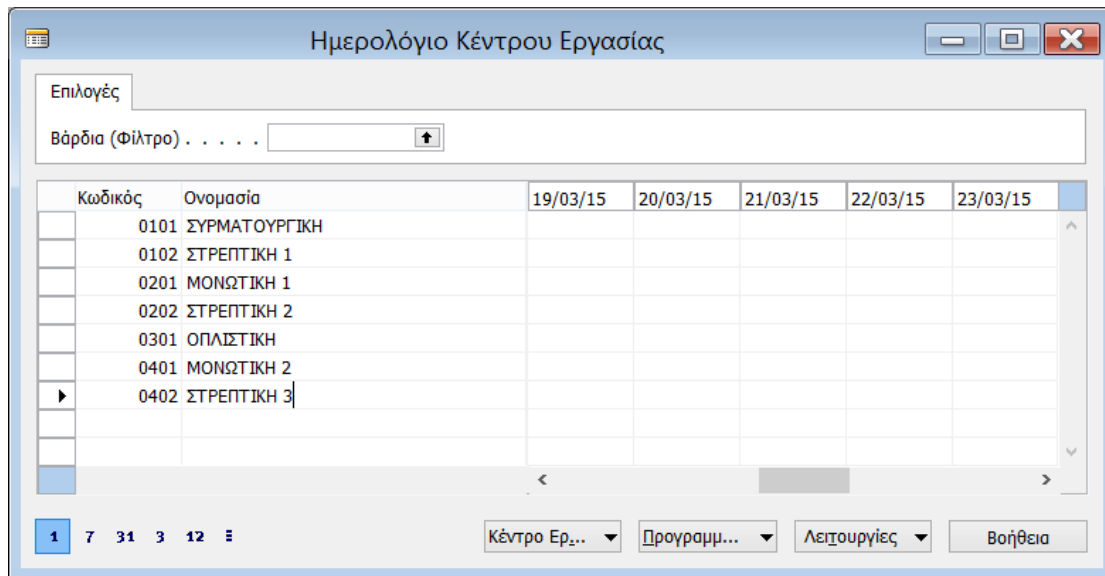 Ημερολόγιο Κέντρου Εργασίας
Επιλογές
Βάρδια (Φίλτρο) . . . . .
Κωδικός Ονομασία 19/03/15 20/03/15 21/03/15 22/03/15 23/03/15
0101 ΣΥΡΜΑΤΟΥΡΓΙΚΗ
0102 ΣΤΡΕΠΤΙΚΗ 1
0201 ΜΟΝΩΤΙΚΗ 1
0202 ΣΤΡΕΠΤΙΚΗ 2
0301 ΟΠΛΙΣΤΙΚΗ
0401 ΜΟΝΩΤΙΚΗ 2
0402 ΣΤΡΕΠΤΙΚΗ 3
1 7 31 3 12 Κέντρο Ερ... Προγραμμ... Λειτουργίες Βοήθεια